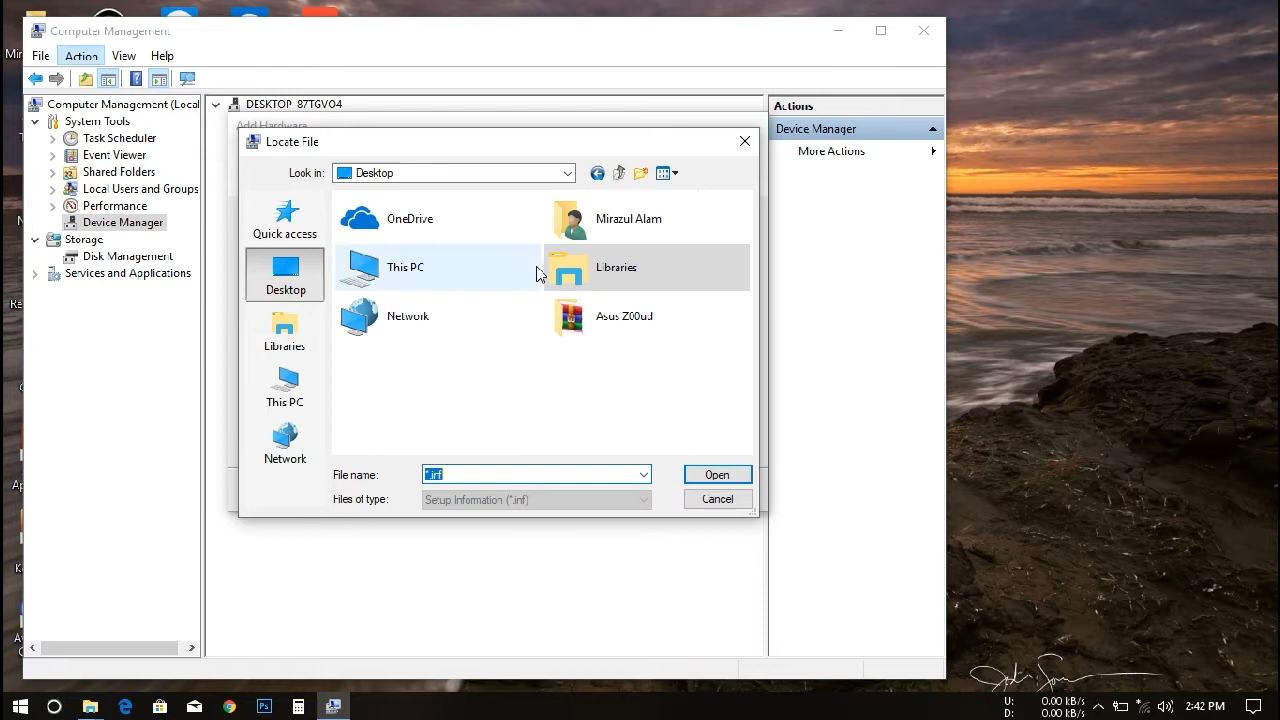 Computer Management
File Action View Help
Computer Management (Local
System Tools
Task Scheduler
Event Viewer
Shared Folders
Local Users and Groups
Performance
Device Manager
Storage
Disk Management
Services and Applications
DESKTOP 87TGVO4
Add Hardware
Locate File
Look in: Desktop
Quick access
Desktop
Libraries
This PC
Network
OneDrive
Mirazul Alam
This PC
Libraries
Network
Asus Z00ud
File name: *.inf
Open
Files of type: Setup Information (*.inf)
Cancel
Actions
Device Manager
More Actions
U: 0.00 kB/s
D: 0.00 kB/s
2:42 PM